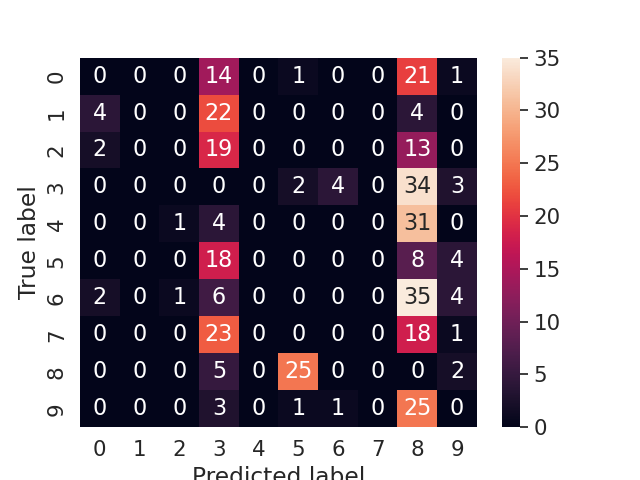 0 0 0 0 14 0 1 0 0 21 1
1 4 0 0 22 0 0 0 0 4 0
2 2 0 0 19 0 0 0 0 13 0
3 0 0 0 0 0 2 4 0 34 3
4 0 0 1 4 0 0 0 0 31 0
5 0 0 0 18 0 0 0 0 8 4
6 2 0 1 6 0 0 0 0 35 4
7 0 0 0 23 0 0 0 0 18 1
8 0 0 0 5 0 25 0 0 0 2
9 0 0 0 3 0 1 1 0 25 0
0 1 2 3 4 5 6 7 8 9
True label
Predicted label
35
30
25
20
15
10
5
0